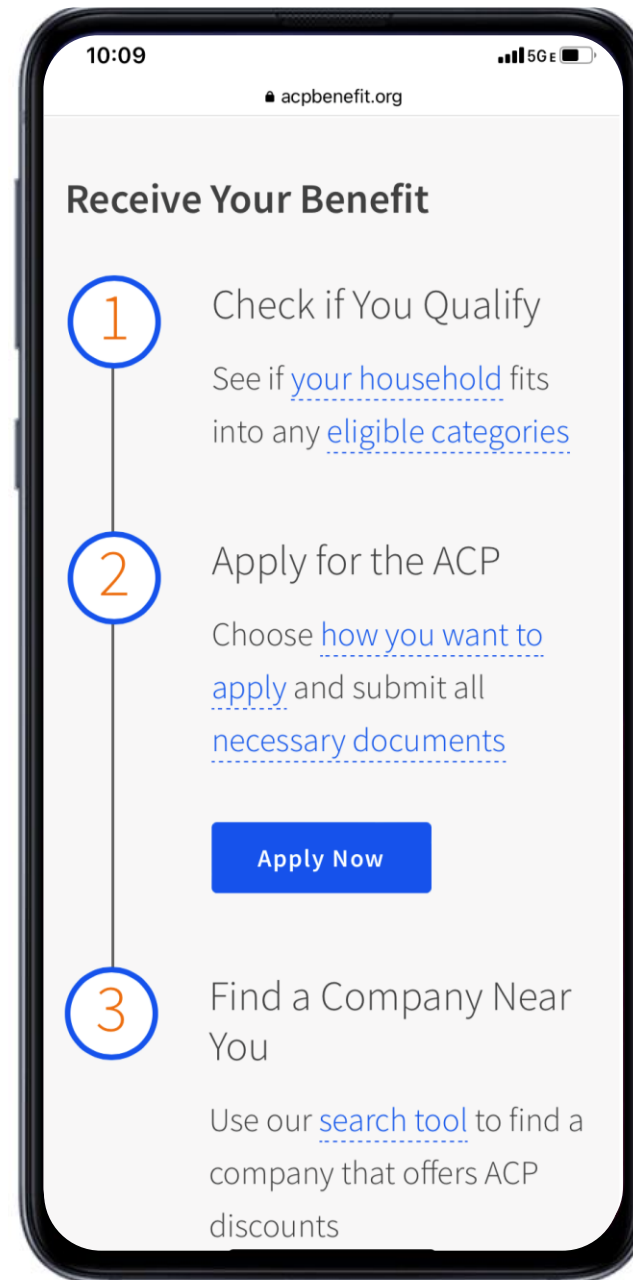 10:09
5G E
acpbenefit.org
Receive Your Benefit
1
Check if You Qualify
See if your household fits
into any eligible categories
2
Apply for the ACP
Choose how you want to
apply and submit all
necessary documents
Apply Now
3
Find a Company Near
You
Use our search tool to find a
company that offers ACP
discounts